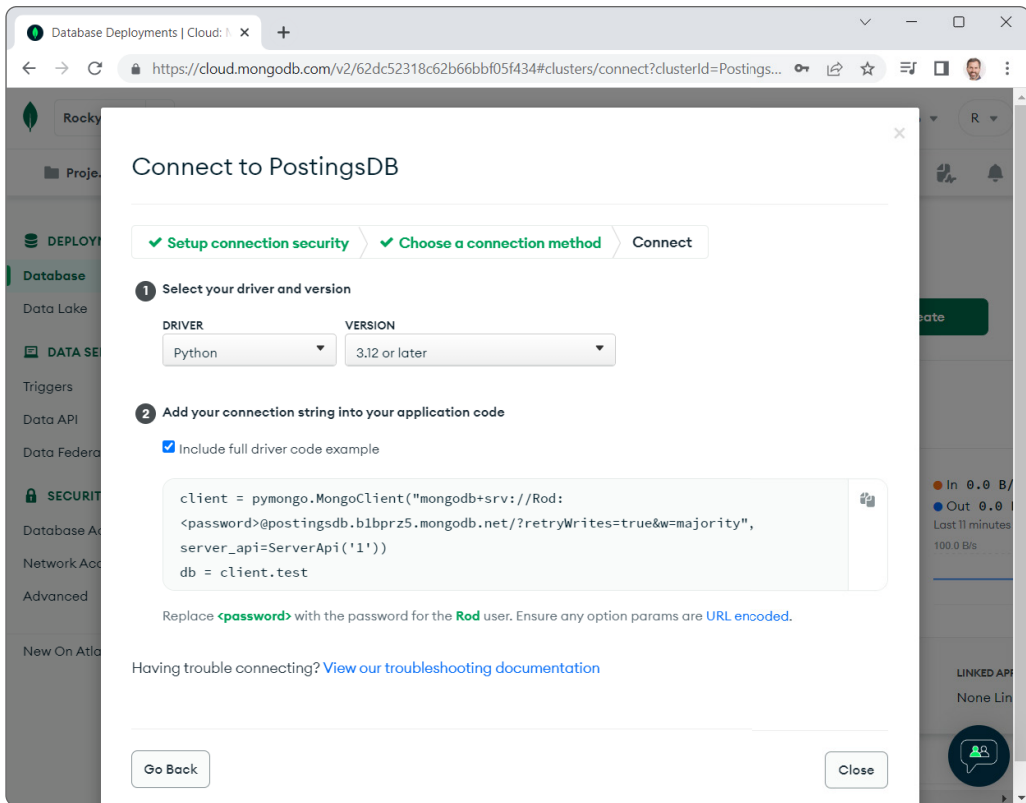 Database Deployments | Cloud: M
https://cloud.mongodb.com/v2/62dc52318c62b66bbf05f434#clusters/connect?clusterId=Postings...
Rocky
R
Proje.
Connect to PostingsDB
Setup connection security
Choose a connection method
Connect
DEPLOYM
Database
Data Lake
DATA SE
Triggers
Data API
Data Federa
SECURIT
Database Ac
Network Acc
Advanced
New On Atla
1 Select your driver and version
DRIVER VERSION
Python 3.12 or later
2 Add your connection string into your application code
Include full driver code example
client = pymongo.MongoClient("mongodb+srv://Rod:
<password>@postingsdb.b1bprz5.mongodb.net/?retryWrites=true&w=majority",
server_api=ServerApi('1'))
db = client.test
Replace <password> with the password for the Rod user. Ensure any option params are URL encoded.
Having trouble connecting? View our troubleshooting documentation
Go Back
Close
eate
In 0.0 B/
Out 0.0
Last 11 minutes
100.0 B/s
LINKED APP
None Lin